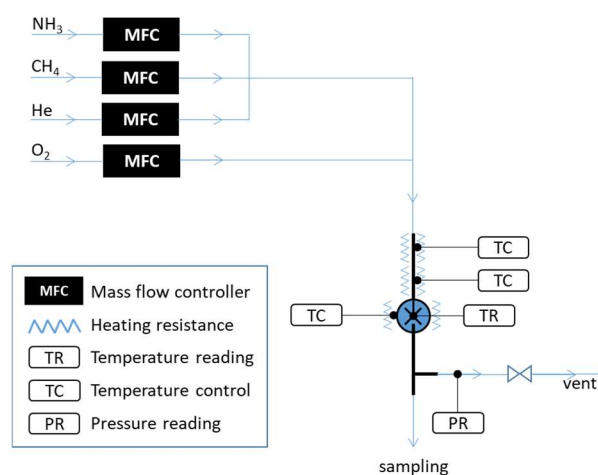 NH3
MFC
CH4
MFC
He
MFC
O2
MFC
TC
TC
TC
TR
PR
vent
sampling
MFC Mass flow controller
Heating resistance
TR Temperature reading
TC Temperature control
PR Pressure reading